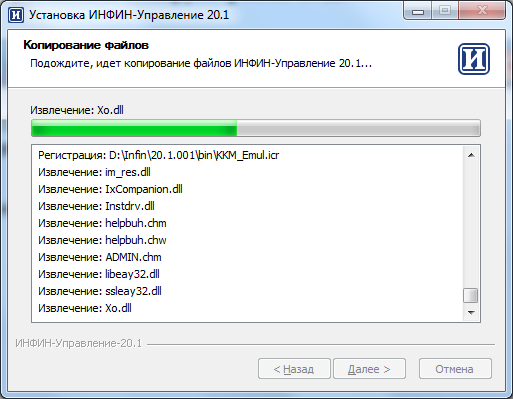 Установка ИНФИН-Управление 20.1
Копирование файлов
Подождите, идет копирование файлов ИНФИН-Управление 20.1...
И
Извлечение: Xo.dll
Регистрация: D:\Infin\20.1.001\bin\KKM_Emul.icr
Извлечение: im_res.dll
Извлечение: IxCompanion.dll
Извлечение: Instdrv.dll
Извлечение: helpbuh.chm
Извлечение: helpbuh.chw
Извлечение: ADMIN.chm
Извлечение: libeay32.dll
Извлечение: ssleay32.dll
Извлечение: Xo.dll
ИНФИН-Управление-20.1
< Назад
Далее >
Отмена